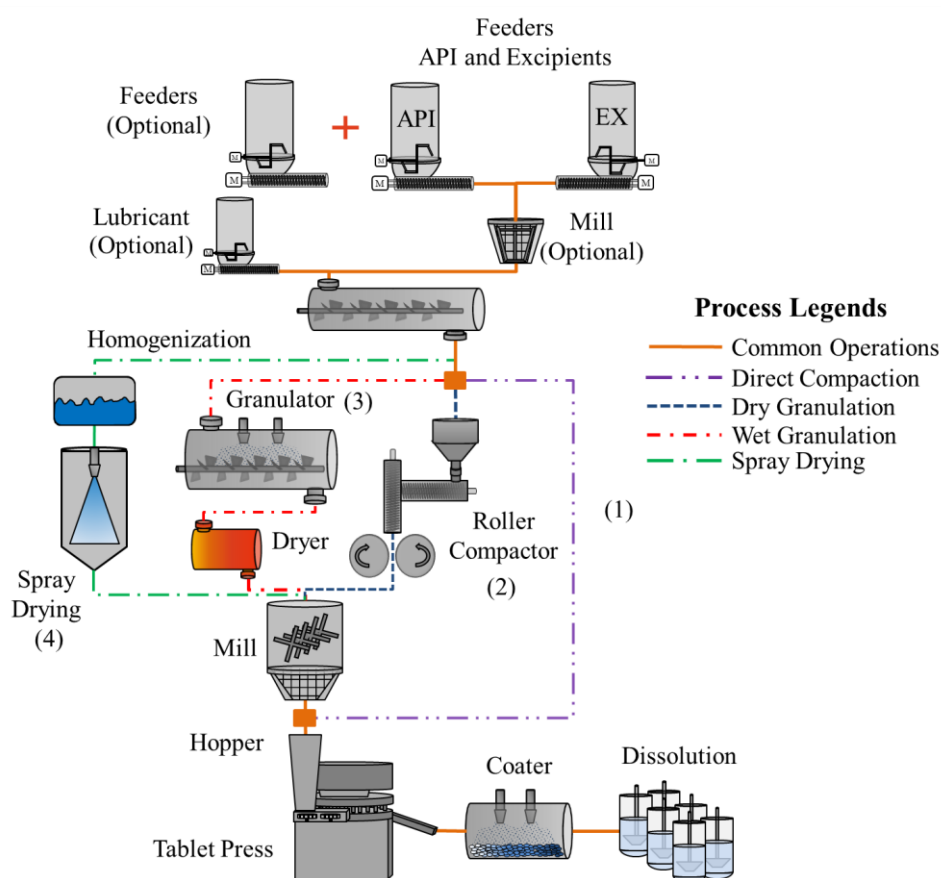 Feeders
API and Excipients
Feeders
(Optional)
+
API
EX
M
M
M
M
M
M
Lubricant
(Optional)
M
M
Mill
(Optional)
Process Legends
Common Operations
Direct Compaction
Dry Granulation
Wet Granulation
Spray Drying
Homogenization
Granulator (3)
(1)
Roller
Compactor
(2)
Dryer
Spray
Drying
(4)
Mill
Hopper
Coater
Dissolution
Tablet Press